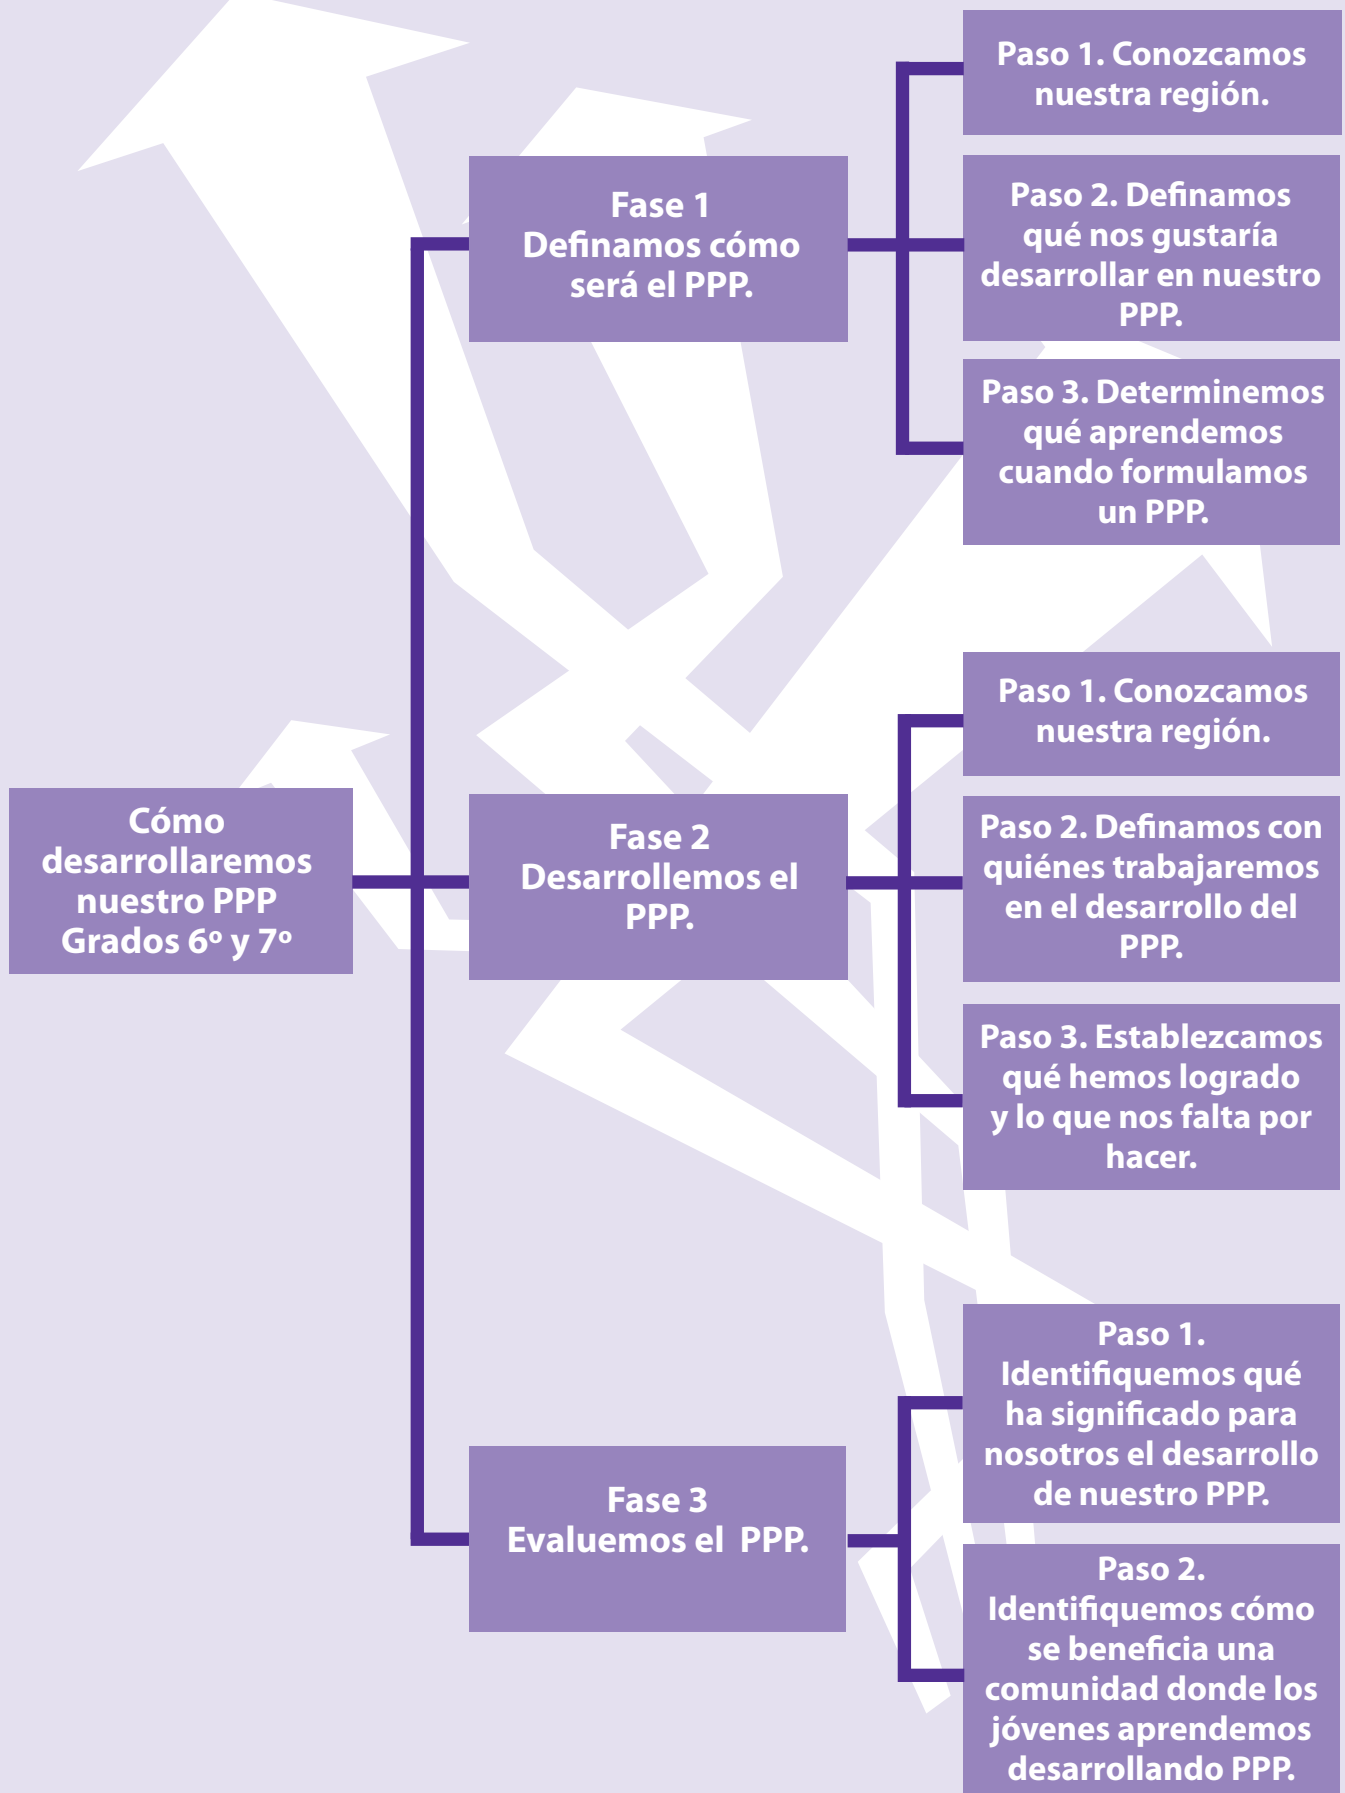 Cómo
desarrollaremos
nuestro PPP
Grados 6º y 7º
Fase 1
Definamos cómo
será el PPP.
Paso 1. Conozcamos
nuestra región.
Paso 2. Definamos
qué nos gustaría
desarrollar en nuestro
PPP.
Paso 3. Determinemos
qué aprendemos
cuando formulamos
un PPP.
Fase 2
Desarrollemos el
PPP.
Paso 1. Conozcamos
nuestra región.
Paso 2. Definamos con
quiénes trabajaremos
en el desarrollo del
PPP.
Paso 3. Establezcamos
qué hemos logrado
y lo que nos falta por
hacer.
Fase 3
Evaluemos el  PPP.
Paso 1.
Identifiquemos qué
ha significado para
nosotros el desarrollo
de nuestro PPP.
Paso 2.
Identifiquemos cómo
se beneficia una
comunidad donde los
jóvenes aprendemos
desarrollando PPP.